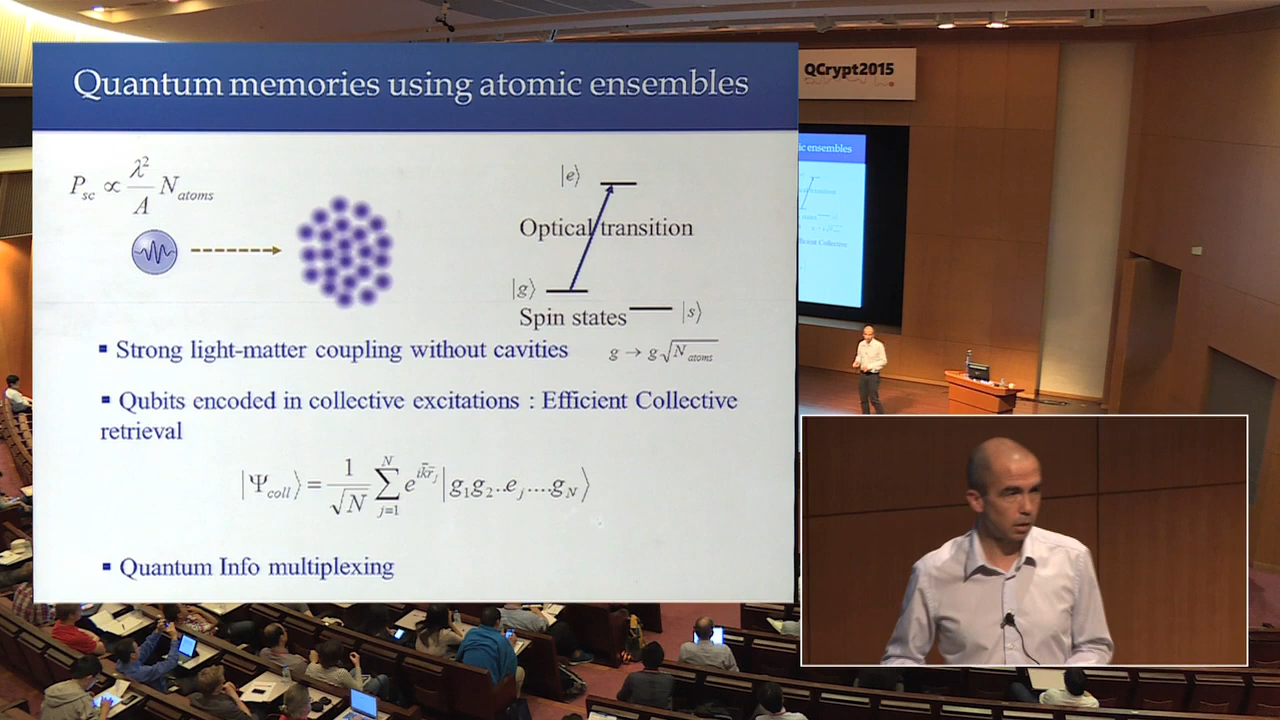 Quantum memories using atomic ensembles
QCrypt2015
P_sc ∝ λ²/A N_atoms
|e⟩
Optical transition
|g⟩
Spin states
|s⟩
▪ Strong light-matter coupling without cavities
g → g√N_atoms
▪ Qubits encoded in collective excitations : Efficient Collective
retrieval
|Ψ_coll⟩ = 1/√N ∑_{j=1}^{N} e^{ik̄r̄_j} |g₁g₂..e_j....g_N⟩
▪ Quantum Info multiplexing
ic ensembles